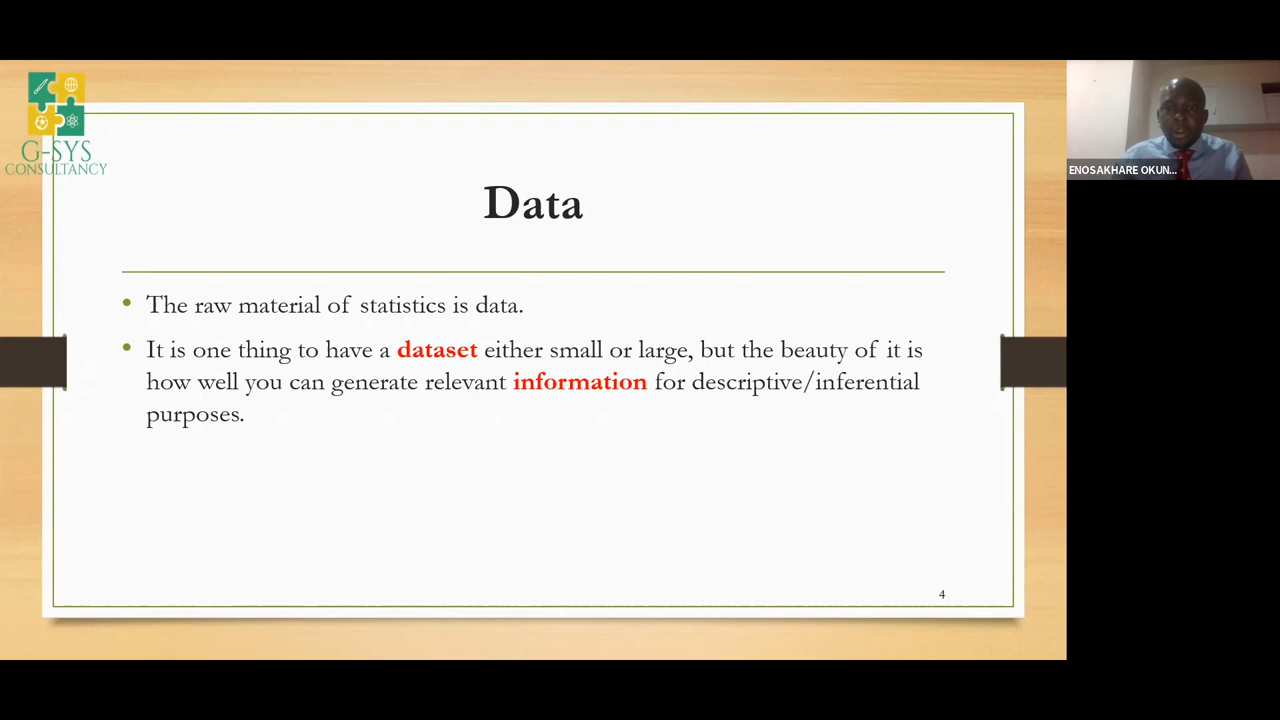 G-SYS
CONSULTANCY
Data
• The raw material of statistics is data.
• It is one thing to have a dataset either small or large, but the beauty of it is
how well you can generate relevant information for descriptive/inferential
purposes.
4
ENOSAKHARE OKUN...